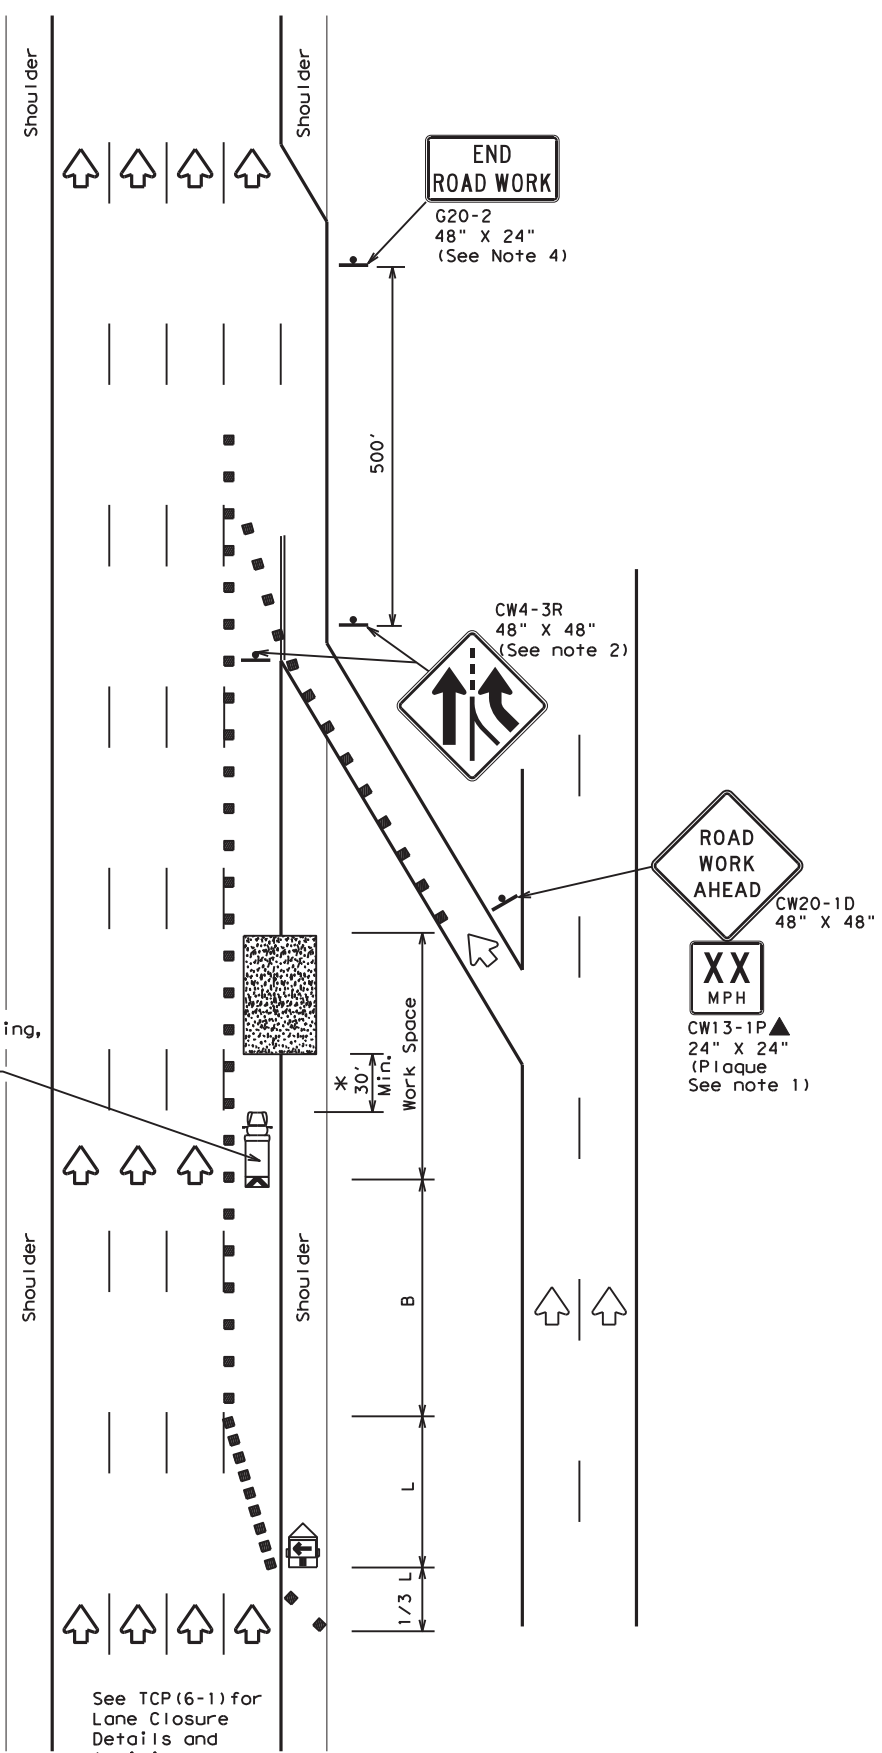 Shoulder
Shoulder
END
ROAD WORK
G20-2
48" X 24"
(See Note 4)
500'
CW4-3R
48" X 48"
(See note 2)
ROAD
WORK
AHEAD
CW20-1D
48" X 48"
XX
MPH
CW13-1P▲
24" X 24"
(Plaque
See note 1)
ing,
* 30' Min.
Work Space
Shoulder
Shoulder
B
L
1/3 L
See TCP(6-1)for
Lane Closure
Details and